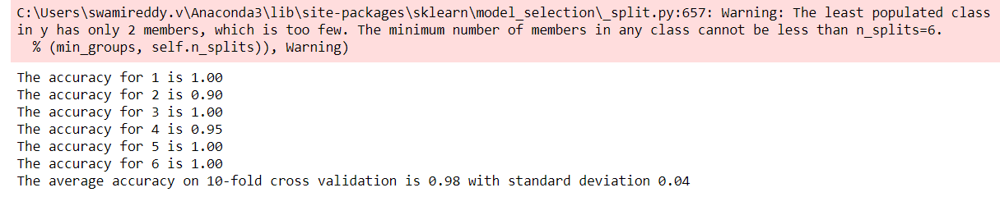 C:\Users\swamireddy.v\Anaconda3\lib\site-packages\sklearn\model_selection\_split.py:657: Warning: The least populated class
in y has only 2 members, which is too few. The minimum number of members in any class cannot be less than n_splits=6.
% (min_groups, self.n_splits)), Warning)
The accuracy for 1 is 1.00
The accuracy for 2 is 0.90
The accuracy for 3 is 1.00
The accuracy for 4 is 0.95
The accuracy for 5 is 1.00
The accuracy for 6 is 1.00
The average accuracy on 10-fold cross validation is 0.98 with standard deviation 0.04